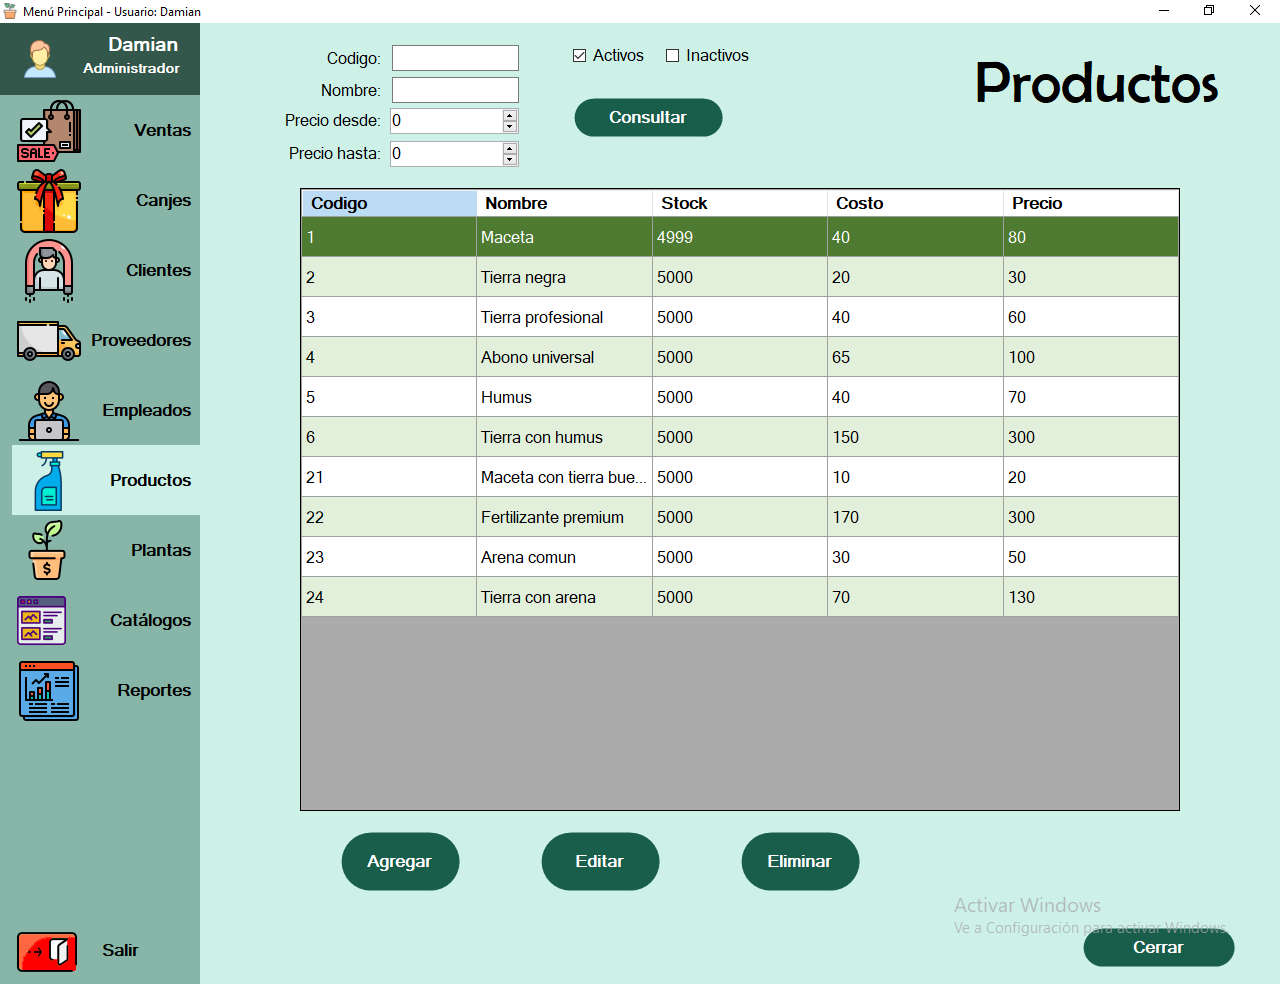 Menú Principal - Usuario: Damian
Damian
Administrador
Ventas
SALE
Canjes
Clientes
Proveedores
Empleados
Productos
Plantas
$
Catálogos
Reportes
Salir
Codigo:
Nombre:
Precio desde: 0
Precio hasta: 0
Activos Inactivos
Consultar
Productos
Codigo Nombre Stock Costo Precio
1 Maceta 4999 40 80
2 Tierra negra 5000 20 30
3 Tierra profesional 5000 40 60
4 Abono universal 5000 65 100
5 Humus 5000 40 70
6 Tierra con humus 5000 150 300
21 Maceta con tierra bue... 5000 10 20
22 Fertilizante premium 5000 170 300
23 Arena comun 5000 30 50
24 Tierra con arena 5000 70 130
Agregar Editar Eliminar
Activar Windows
Ve a Configuración para activar Windows.
Cerrar